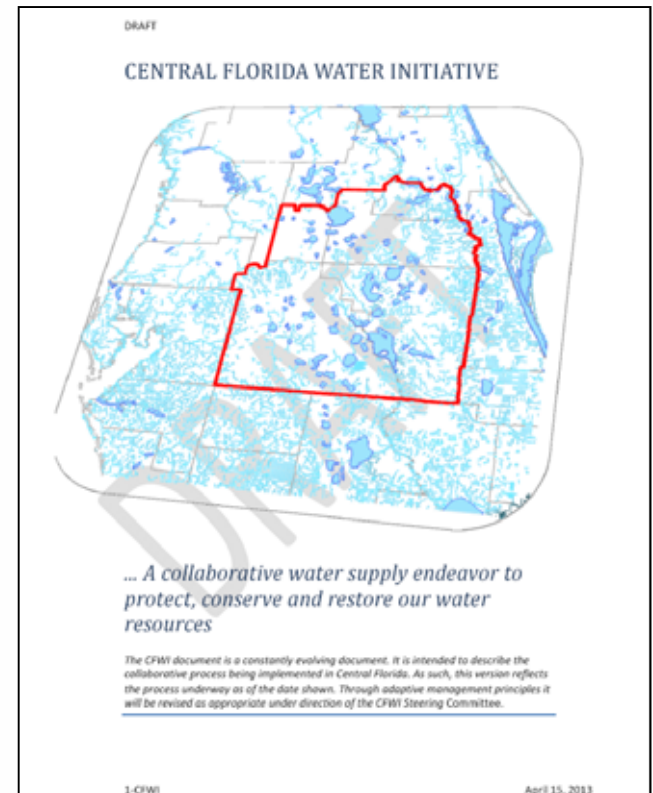 DRAFT
CENTRAL FLORIDA WATER INITIATIVE
DRAFT
... A collaborative water supply endeavor to
protect, conserve and restore our water
resources
The CFWI document is a constantly evolving document. It is intended to describe the
collaborative process being implemented in Central Florida. As such, this version reflects
the process underway as of the date shown. Through adaptive management principles it
will be revised as appropriate under direction of the CFWI Steering Committee.
1-CFWI
April 15, 2013